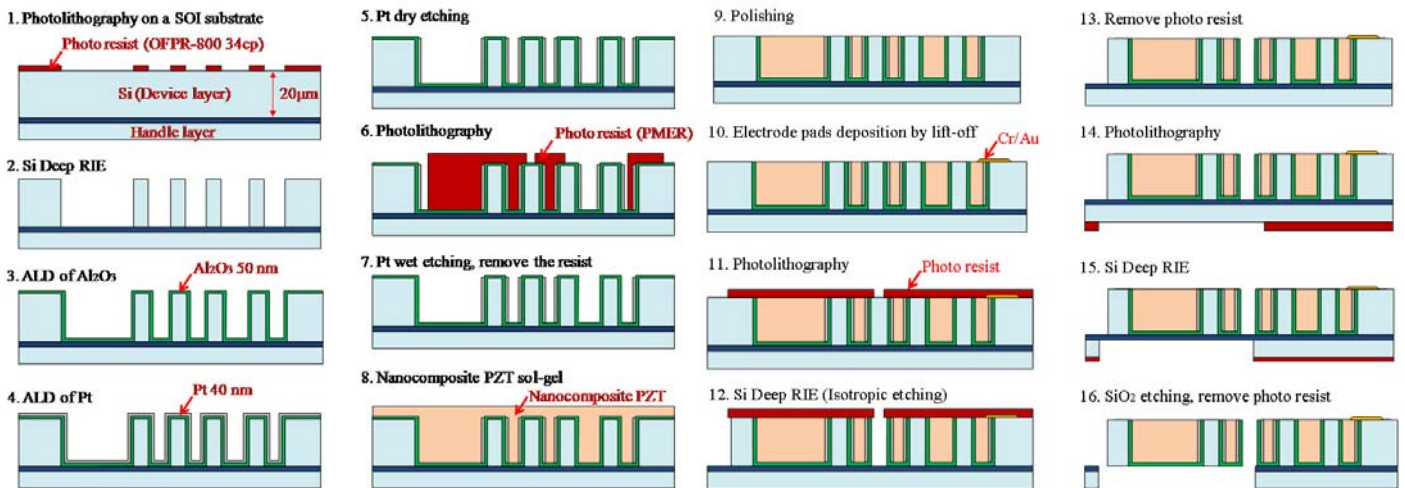 1. Photolithography on a SOI substrate
Photo resist (OFPR-800 34cp)
Si (Device layer)
20μm
Handle layer
2. Si Deep RIE
3. ALD of Al₂O₃
Al₂O₃ 50 nm
4. ALD of Pt
Pt 40 nm
5. Pt dry etching
6. Photolithography
Photo resist (PMER)
7. Pt wet etching, remove the resist
8. Nanocomposite PZT sol-gel
Nanocomposite PZT
9. Polishing
10. Electrode pads deposition by lift-off
Cr/Au
11. Photolithography
Photo resist
12. Si Deep RIE (Isotropic etching)
13. Remove photo resist
14. Photolithography
15. Si Deep RIE
16. SiO₂ etching, remove photo resist